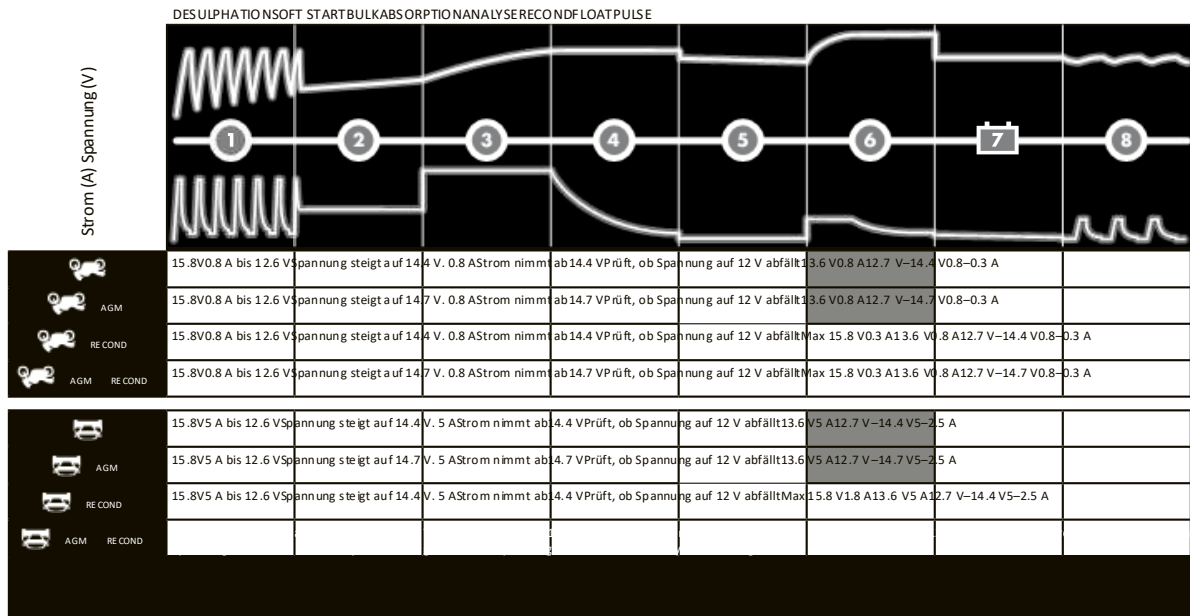 DESULPHATIONSOFT STARTBULKABSORPTIONANALYSERECONDFLOATPULSE
Strom (A) Spannung (V)
1 2 3 4 5 6 7 8
15.8V0.8 A bis 12.6 VSpannung steigt auf 14.4 V. 0.8 AStrom nimmt ab14.4 VPrüft, ob Spannung auf 12 V abfällt13.6 V0.8 A12.7 V–14.4 V0.8–0.3 A
AGM 15.8V0.8 A bis 12.6 VSpannung steigt auf 14.7 V. 0.8 AStrom nimmt ab14.7 VPrüft, ob Spannung auf 12 V abfällt13.6 V0.8 A12.7 V–14.7 V0.8–0.3 A
RECOND 15.8V0.8 A bis 12.6 VSpannung steigt auf 14.4 V. 0.8 AStrom nimmt ab14.4 VPrüft, ob Spannung auf 12 V abfälltMax 15.8 V0.3 A13.6 V0.8 A12.7 V–14.4 V0.8–0.3 A
AGM RECOND 15.8V0.8 A bis 12.6 VSpannung steigt auf 14.7 V. 0.8 AStrom nimmt ab14.7 VPrüft, ob Spannung auf 12 V abfälltMax 15.8 V0.3 A13.6 V0.8 A12.7 V–14.7 V0.8–0.3 A
15.8V5 A bis 12.6 VSpannung steigt auf 14.4 V. 5 AStrom nimmt ab14.4 VPrüft, ob Spannung auf 12 V abfällt13.6 V5 A12.7 V–14.4 V5–2.5 A
AGM 15.8V5 A bis 12.6 VSpannung steigt auf 14.7 V. 5 AStrom nimmt ab14.7 VPrüft, ob Spannung auf 12 V abfällt13.6 V5 A12.7 V–14.7 V5–2.5 A
RECOND 15.8V5 A bis 12.6 VSpannung steigt auf 14.4 V. 5 AStrom nimmt ab14.4 VPrüft, ob Spannung auf 12 V abfälltMax 15.8 V1.8 A13.6 V5 A12.7 V–14.4 V5–2.5 A
AGM RECOND